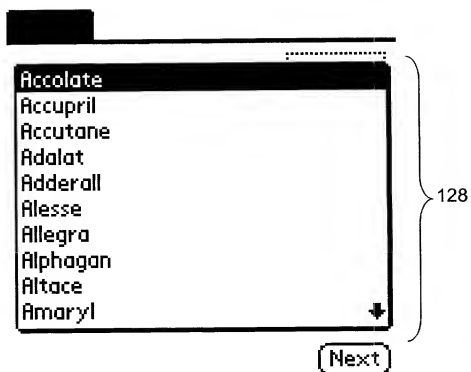 Accolate
Accupril
Accutane
Adalat
Adderall
Alesse
Allegra
Alphagan
Altace
Amaryl
128
Next